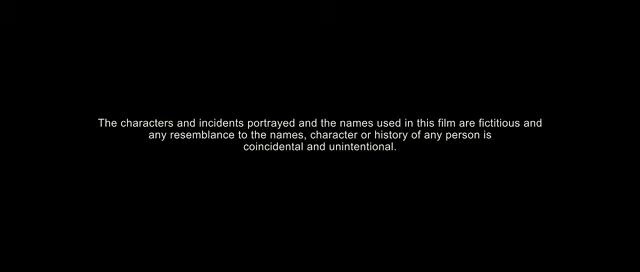 The characters and incidents portrayed and the names used in this film are fictitious and
any resemblance to the names, character or history of any person is
coincidental and unintentional.